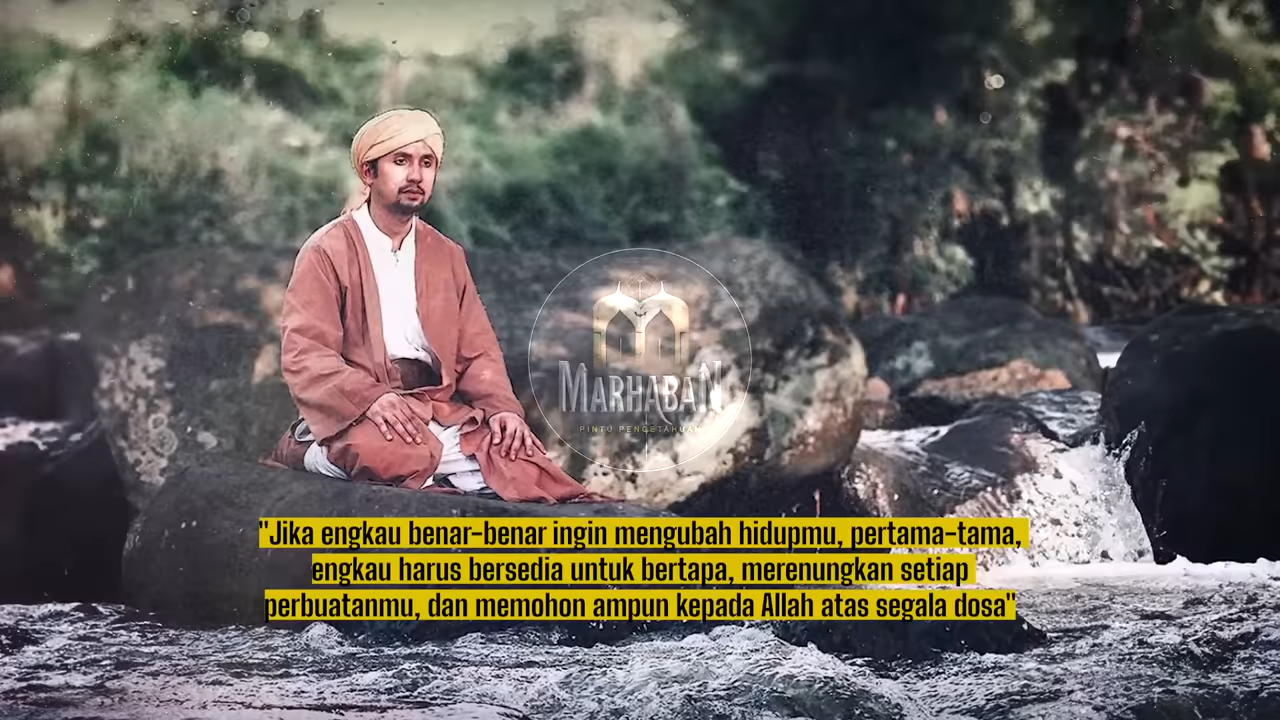 MARHABAN
PINTU PENGETAHUAN
"Jika engkau benar-benar ingin mengubah hidupmu, pertama-tama,
engkau harus bersedia untuk bertapa, merenungkan setiap
perbuatanmu, dan memohon ampun kepada Allah atas segala dosa"